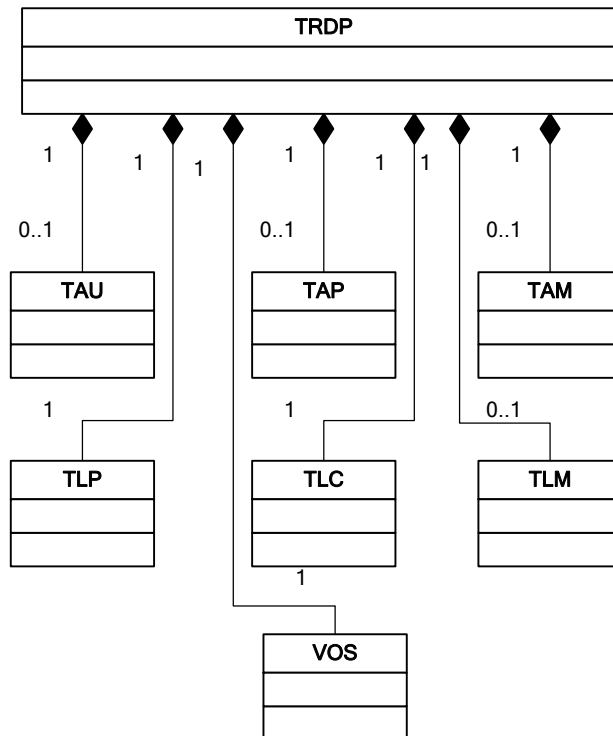 TRDP
1 1 1 1 1 1 1
0..1 0..1 0..1
TAU TAP TAM
1 1 0..1
TLP TLC TLM
1
VOS